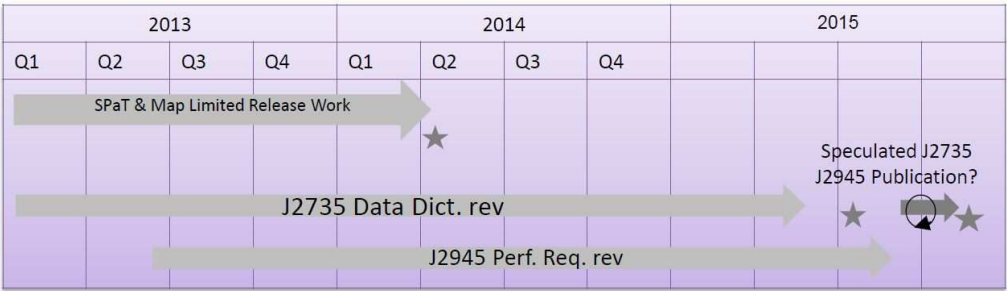 2013 2014 2015
Q1 Q2 Q3 Q4 Q1 Q2 Q3 Q4
SPaT & Map Limited Release Work
Speculated J2735
J2945 Publication?
J2735 Data Dict. rev
J2945 Perf. Req. rev